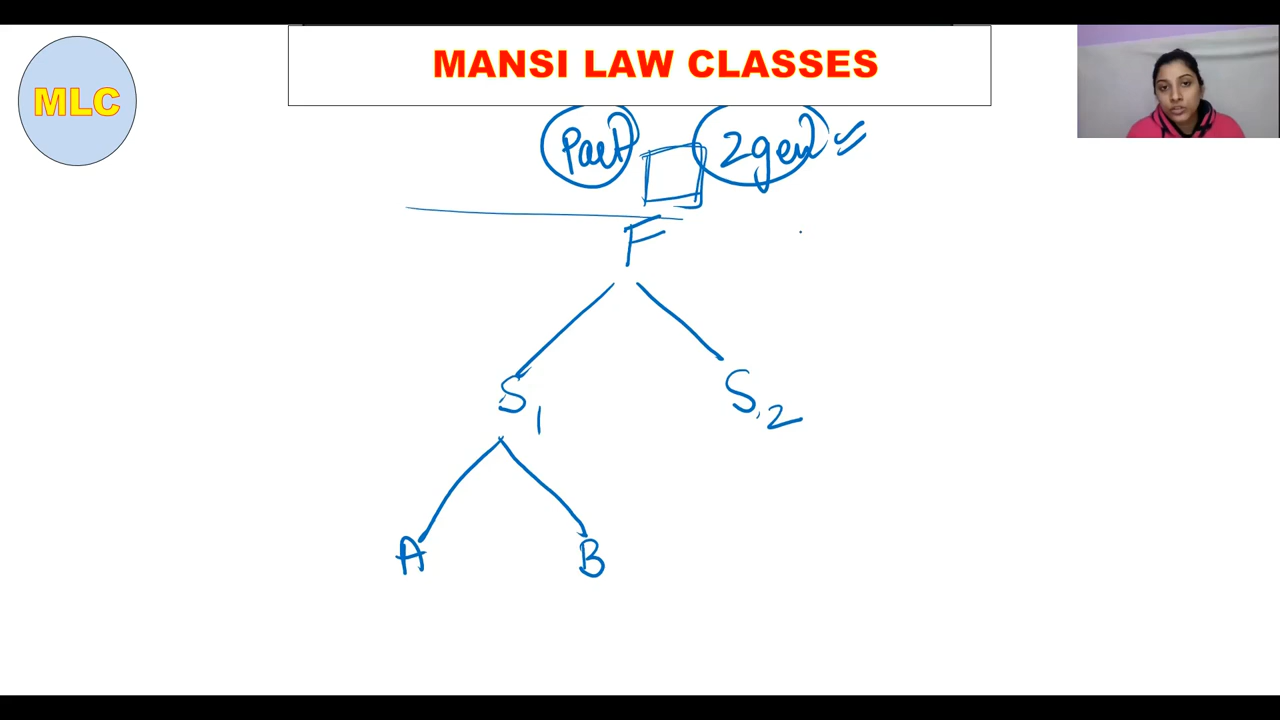 MANSI LAW CLASSES
MLC
Part 2gen
F
S1 S2
A B